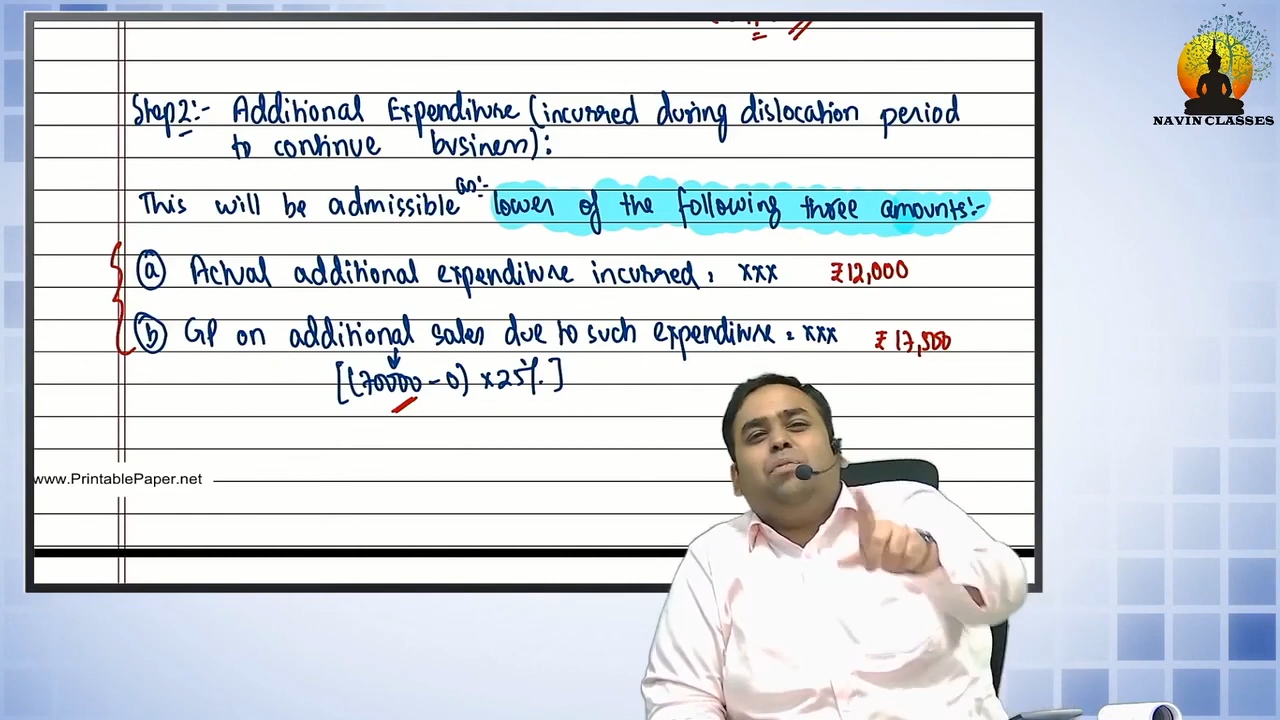 Step2:- Additional Expenditure (incurred during dislocation period
to continue business):
This will be admissible as:- lower of the following three amounts:-
(a) Actual additional expenditure incurred = xxx ₹12,000
(b) GP on additional sales due to such expenditure = xxx ₹17,500
[(70000-0) x25%]
www.PrintablePaper.net
NAVIN CLASSES